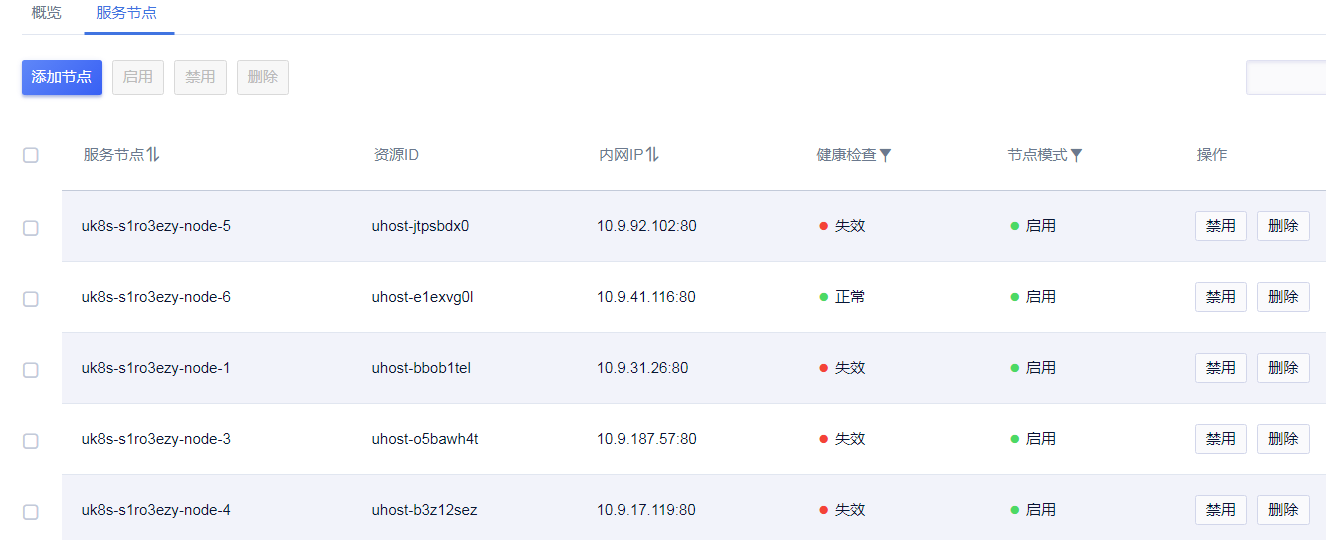 概览 服务节点
添加节点 启用 禁用 删除
服务节点 资源ID 内网IP 健康检查 节点模式 操作
uk8s-s1ro3ezy-node-5 uhost-jtpsbdx0 10.9.92.102:80 失效 启用 禁用 删除
uk8s-s1ro3ezy-node-6 uhost-e1exvg0l 10.9.41.116:80 正常 启用 禁用 删除
uk8s-s1ro3ezy-node-1 uhost-bbob1tel 10.9.31.26:80 失效 启用 禁用 删除
uk8s-s1ro3ezy-node-3 uhost-o5bawh4t 10.9.187.57:80 失效 启用 禁用 删除
uk8s-s1ro3ezy-node-4 uhost-b3z12sez 10.9.17.119:80 失效 启用 禁用 删除